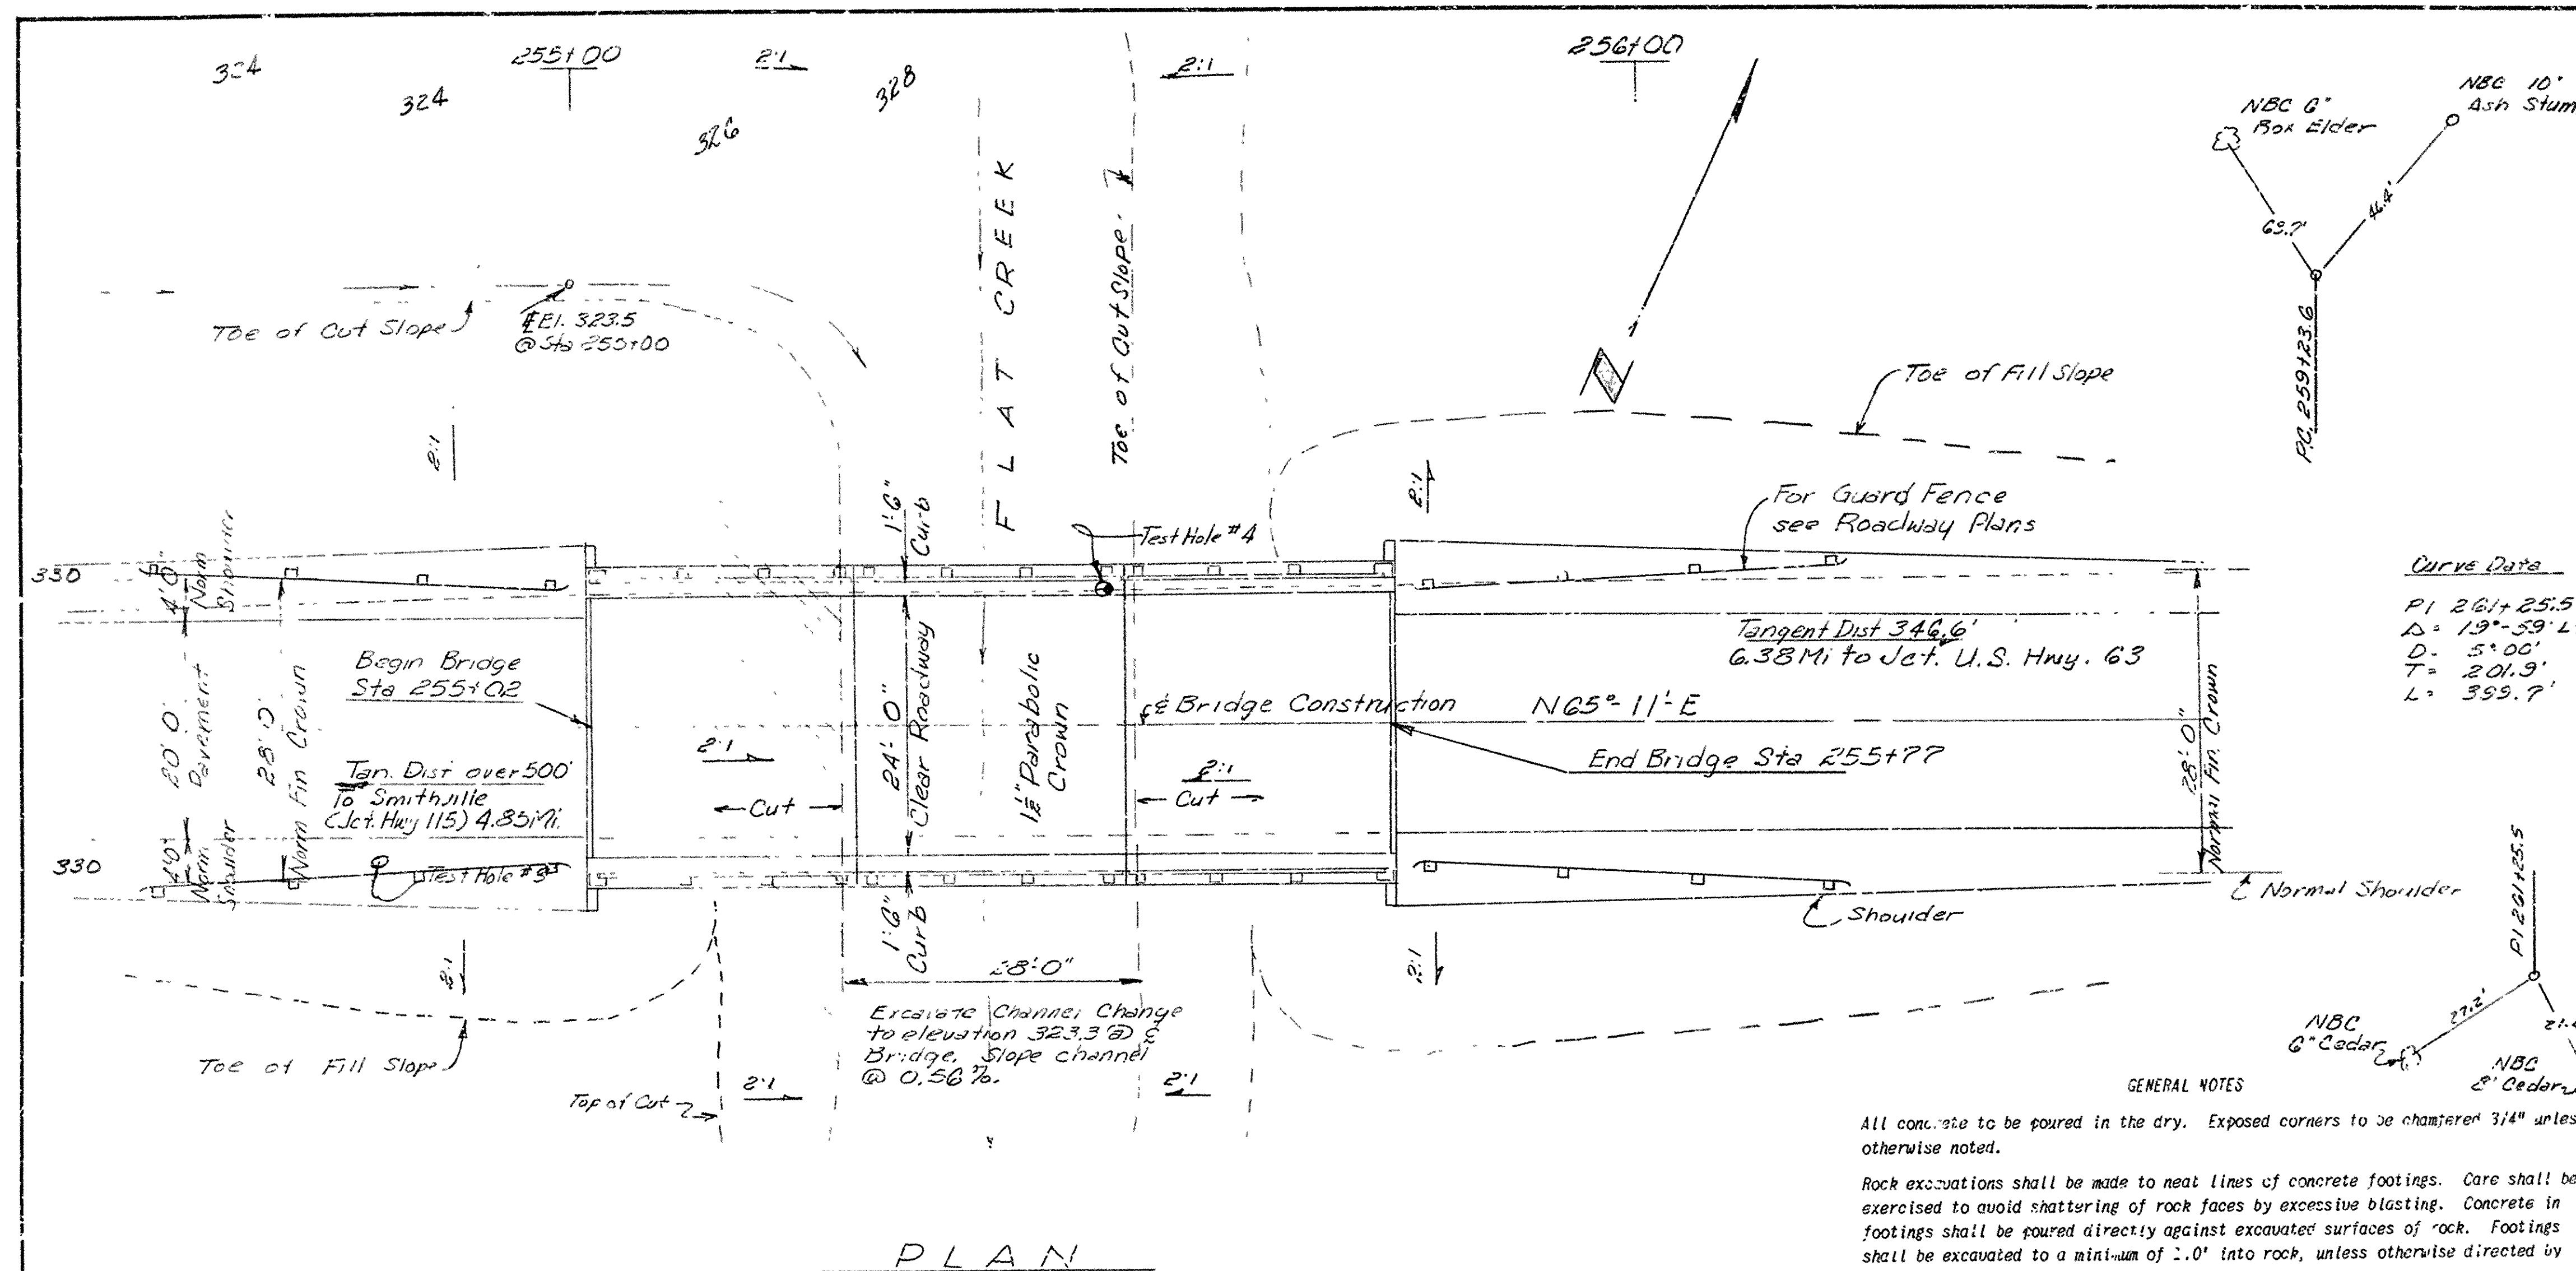 255+00
2:1
256+00
324
328
2:1
324
326
NBC 6"
Box Elder
NBC 10"
Ash Stum
69.7'
46.4'
P.C. 259+23.6
FLAT CREEK
Toe of Cut Slope
Toe of Cut Slope
℄ El. 323.5
@ Sta 255+00
Toe of Fill Slope
2:1
2:1
For Guard Fence
see Roadway Plans
1'-6"
Curb
Test Hole #4
330
4'-0"
Norm
Shoulder
Curve Data
PI 261+25.5
Δ= 19°-59' L
D= 5°00'
T= 201.9'
L= 399.7'
Tangent Dist 346.6'
6.38 Mi to Jct. U.S. Hwy. 63
Begin Bridge
Sta 255+02
20'-0"
Pavement
28'-0"
Norm Fin Crown
24'-0"
Clear Roadway
1½" Parabolic
Crown
℄ Bridge Construction
N65°-11'-E
End Bridge Sta 255+77
28'-0"
Normal Fin. Crown
2:1
Cut
2:1
Cut
Tan. Dist over 500'
To Smithville
(Jct. Hwy 115) 4.85 Mi.
330
4'-0"
Norm.
Shoulder
Test Hole #3
Normal Shoulder
Shoulder
1'-6"
Curb
28'-0"
2:1
2:1
PI 261+25.5
Excavate Channel Change
to elevation 323.3 @ ℄
Bridge. Slope channel
@ 0.56%.
Toe of Fill Slope
Top of Cut
2:1
2:1
27.2'
NBC
6" Cedar
NBC
8" Cedar
GENERAL NOTES
All concrete to be poured in the dry. Exposed corners to be chamfered 3/4" unles
otherwise noted.
Rock excavations shall be made to neat lines of concrete footings. Care shall be
exercised to avoid shattering of rock faces by excessive blasting. Concrete in
footings shall be poured directly against excavated surfaces of rock. Footings
shall be excavated to a minimum of 1.0' into rock, unless otherwise directed by
PLAN